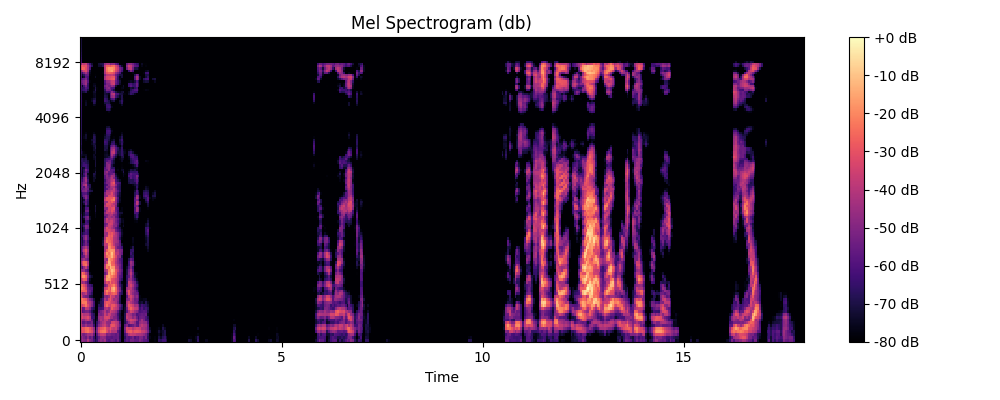 Mel Spectrogram (db)
8192
4096
2048
1024
512
0
Hz
0
5
10
15
Time
+0 dB
-10 dB
-20 dB
-30 dB
-40 dB
-50 dB
-60 dB
-70 dB
-80 dB